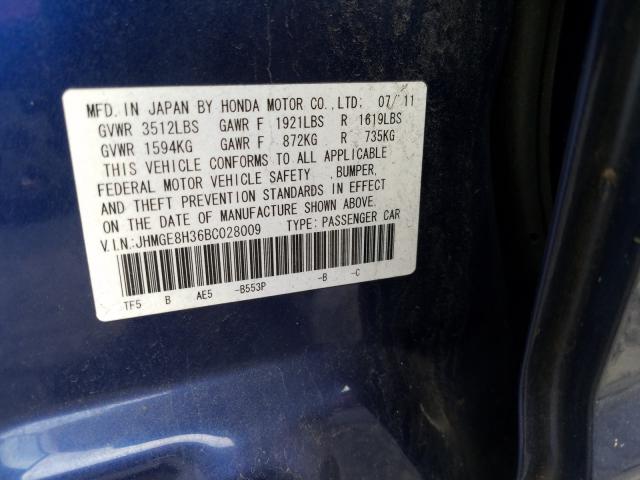 MFD. IN JAPAN BY HONDA MOTOR CO.,LTD; 07/11
GVWR 3512LBS GAWR F 1921LBS R 1619LBS
GVWR 1594KG GAWR F 872KG R 735KG
THIS VEHICLE CONFORMS TO ALL APPLICABLE
FEDERAL MOTOR VEHICLE SAFETY ,BUMPER,
AND THEFT PREVENTION STANDARDS IN EFFECT
ON THE DATE OF MANUFACTURE SHOWN ABOVE.
V.I.N:JHMGE8H36BC028009 TYPE: PASSENGER CAR
TF5 B AE5 -B553P -B -C